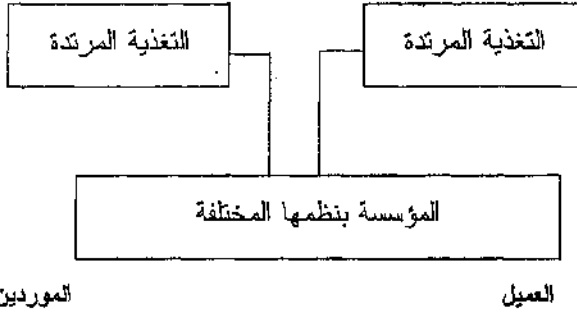 التغذية المرتدة
التغذية المرتدة
المؤسسة بنظمها المختلفة
العميل
الموردين